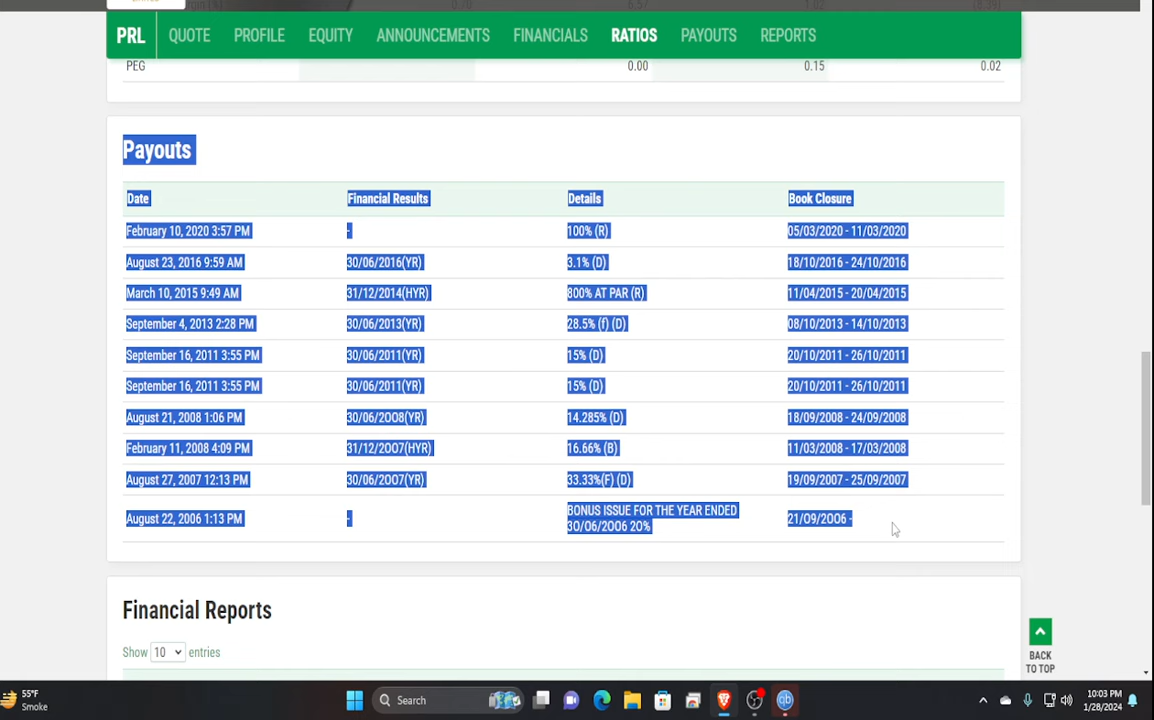 PRL QUOTE PROFILE EQUITY ANNOUNCEMENTS FINANCIALS RATIOS PAYOUTS REPORTS
PEG 0.00 0.15 0.02
Payouts
Date Financial Results Details Book Closure
February 10, 2020 3:57 PM - 100% (R) 05/03/2020 - 11/03/2020
August 23, 2016 9:59 AM 30/06/2016(YR) 3.1% (D) 18/10/2016 - 24/10/2016
March 10, 2015 9:49 AM 31/12/2014(HYR) 800% AT PAR (R) 11/04/2015 - 20/04/2015
September 4, 2013 2:28 PM 30/06/2013(YR) 28.5% (f) (D) 08/10/2013 - 14/10/2013
September 16, 2011 3:55 PM 30/06/2011(YR) 15% (D) 20/10/2011 - 26/10/2011
September 16, 2011 3:55 PM 30/06/2011(YR) 15% (D) 20/10/2011 - 26/10/2011
August 21, 2008 1:06 PM 30/06/2008(YR) 14.285% (D) 18/09/2008 - 24/09/2008
February 11, 2008 4:09 PM 31/12/2007(HYR) 16.66% (B) 11/03/2008 - 17/03/2008
August 27, 2007 12:13 PM 30/06/2007(YR) 33.33%(F) (D) 19/09/2007 - 25/09/2007
BONUS ISSUE FOR THE YEAR ENDED
August 22, 2006 1:13 PM - 30/06/2006 20% 21/09/2006 -
Financial Reports
Show 10 entries
BACK
TO TOP
55°F
Smoke
Search
10:03 PM
1/28/2024